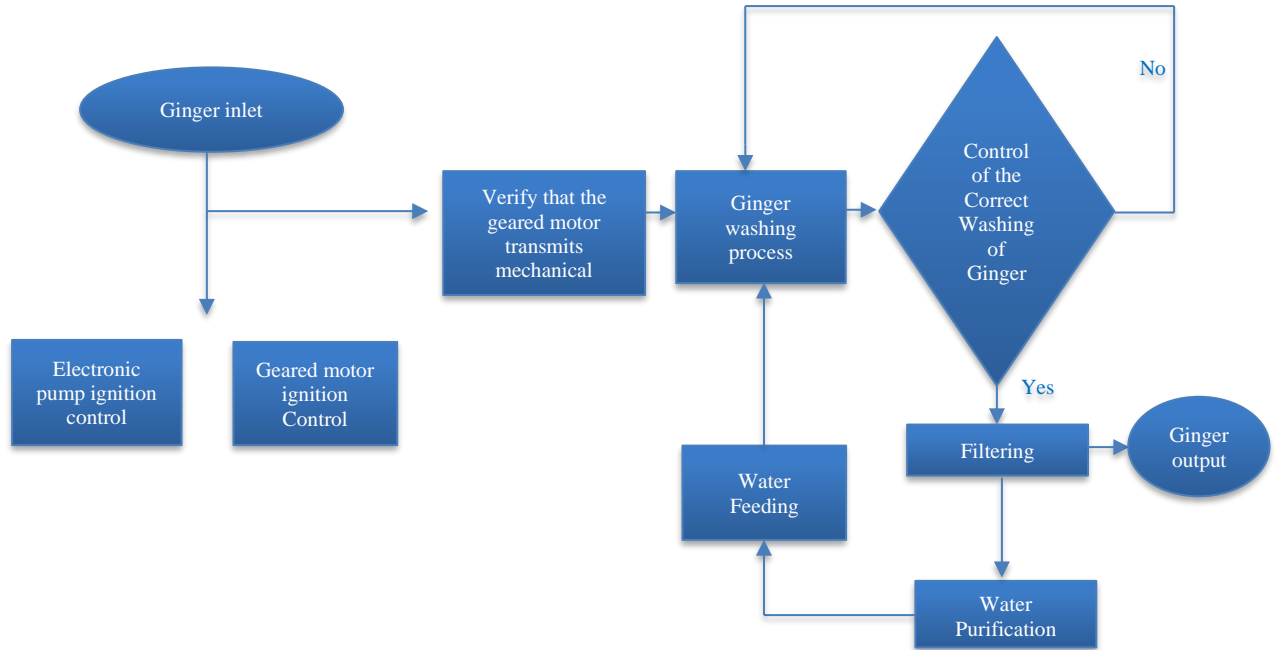 Ginger inlet
Verify that the
geared motor
transmits
mechanical
Ginger
washing
process
Control
of the
Correct
Washing
of
Ginger
No
Yes
Electronic
pump ignition
control
Geared motor
ignition
Control
Filtering
Ginger
output
Water
Feeding
Water
Purification